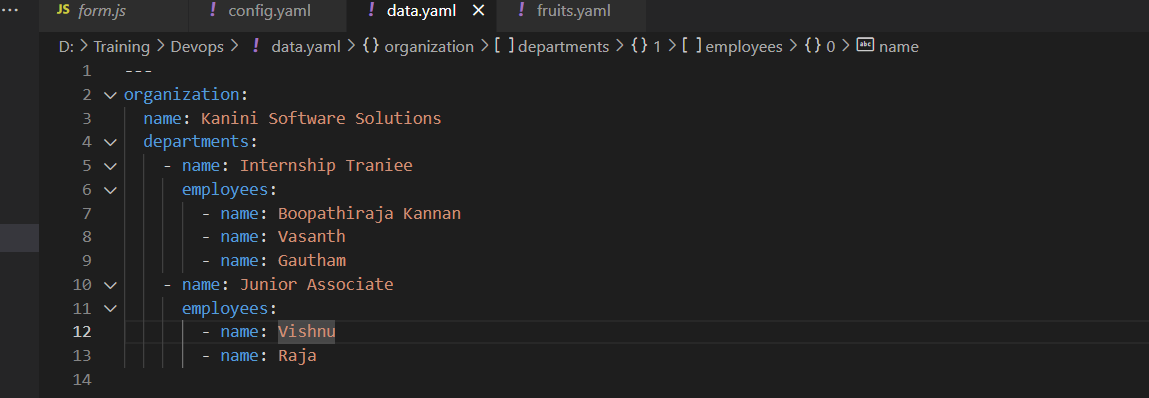 ··· JS form.js ! config.yaml ! data.yaml × ! fruits.yaml
D: > Training > Devops > ! data.yaml > {} organization > [ ] departments > {} 1 > [ ] employees > {} 0 > abc name
1 ---
2 organization:
3 name: Kanini Software Solutions
4 departments:
5 - name: Internship Traniee
6 employees:
7 - name: Boopathiraja Kannan
8 - name: Vasanth
9 - name: Gautham
10 - name: Junior Associate
11 employees:
12 - name: Vishnu
13 - name: Raja
14